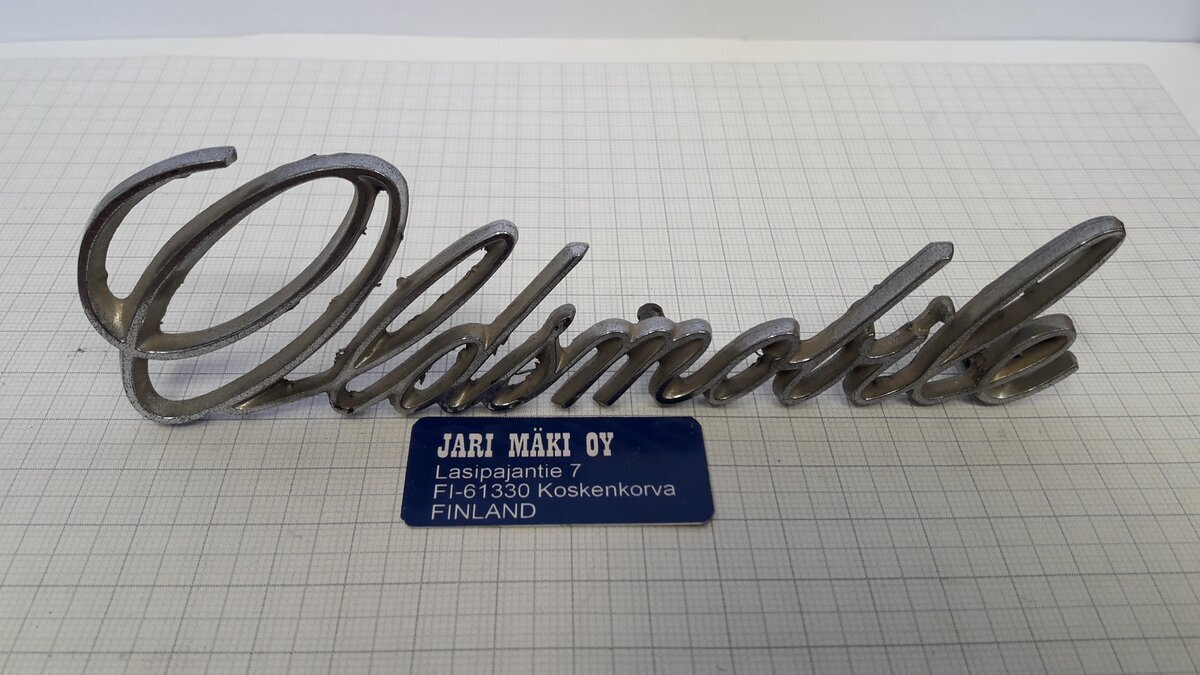 Oldsmobile
JARI MÄKI OY
Lasipajantie 7
FI-61330 Koskenkorva
FINLAND